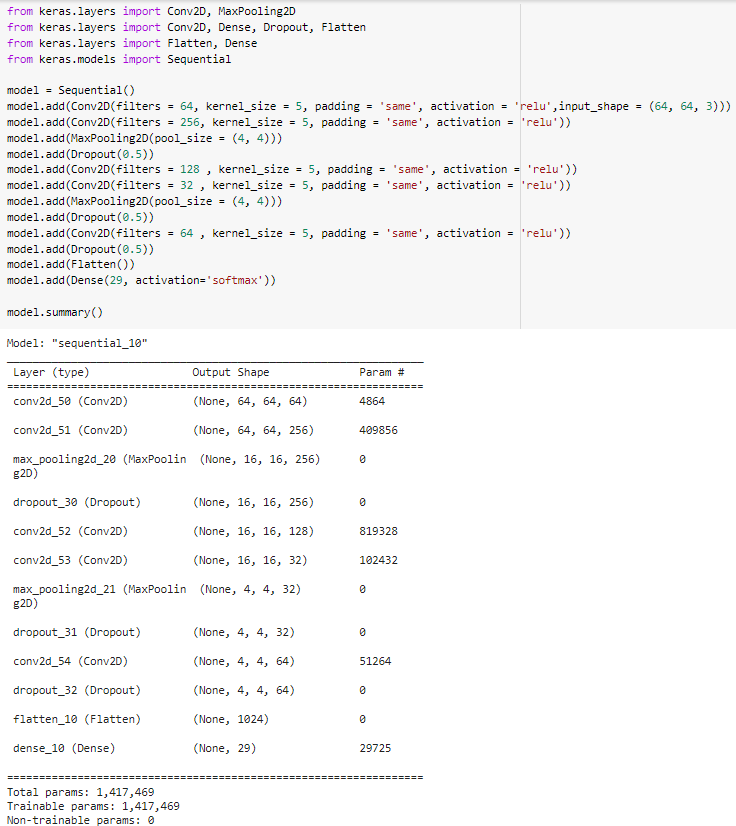 from keras.layers import Conv2D, MaxPooling2D
from keras.layers import Conv2D, Dense, Dropout, Flatten
from keras.layers import Flatten, Dense
from keras.models import Sequential
model = Sequential()
model.add(Conv2D(filters = 64, kernel_size = 5, padding = 'same', activation = 'relu',input_shape = (64, 64, 3)))
model.add(Conv2D(filters = 256, kernel_size = 5, padding = 'same', activation = 'relu'))
model.add(MaxPooling2D(pool_size = (4, 4)))
model.add(Dropout(0.5))
model.add(Conv2D(filters = 128 , kernel_size = 5, padding = 'same', activation = 'relu'))
model.add(Conv2D(filters = 32 , kernel_size = 5, padding = 'same', activation = 'relu'))
model.add(MaxPooling2D(pool_size = (4, 4)))
model.add(Dropout(0.5))
model.add(Conv2D(filters = 64 , kernel_size = 5, padding = 'same', activation = 'relu'))
model.add(Dropout(0.5))
model.add(Flatten())
model.add(Dense(29, activation='softmax'))
model.summary()
Model: "sequential_10"
Layer (type) Output Shape Param #
=================================================================
conv2d_50 (Conv2D) (None, 64, 64, 64) 4864
conv2d_51 (Conv2D) (None, 64, 64, 256) 409856
max_pooling2d_20 (MaxPoolin (None, 16, 16, 256) 0
g2D)
dropout_30 (Dropout) (None, 16, 16, 256) 0
conv2d_52 (Conv2D) (None, 16, 16, 128) 819328
conv2d_53 (Conv2D) (None, 16, 16, 32) 102432
max_pooling2d_21 (MaxPoolin (None, 4, 4, 32) 0
g2D)
dropout_31 (Dropout) (None, 4, 4, 32) 0
conv2d_54 (Conv2D) (None, 4, 4, 64) 51264
dropout_32 (Dropout) (None, 4, 4, 64) 0
flatten_10 (Flatten) (None, 1024) 0
dense_10 (Dense) (None, 29) 29725
=================================================================
Total params: 1,417,469
Trainable params: 1,417,469
Non-trainable params: 0